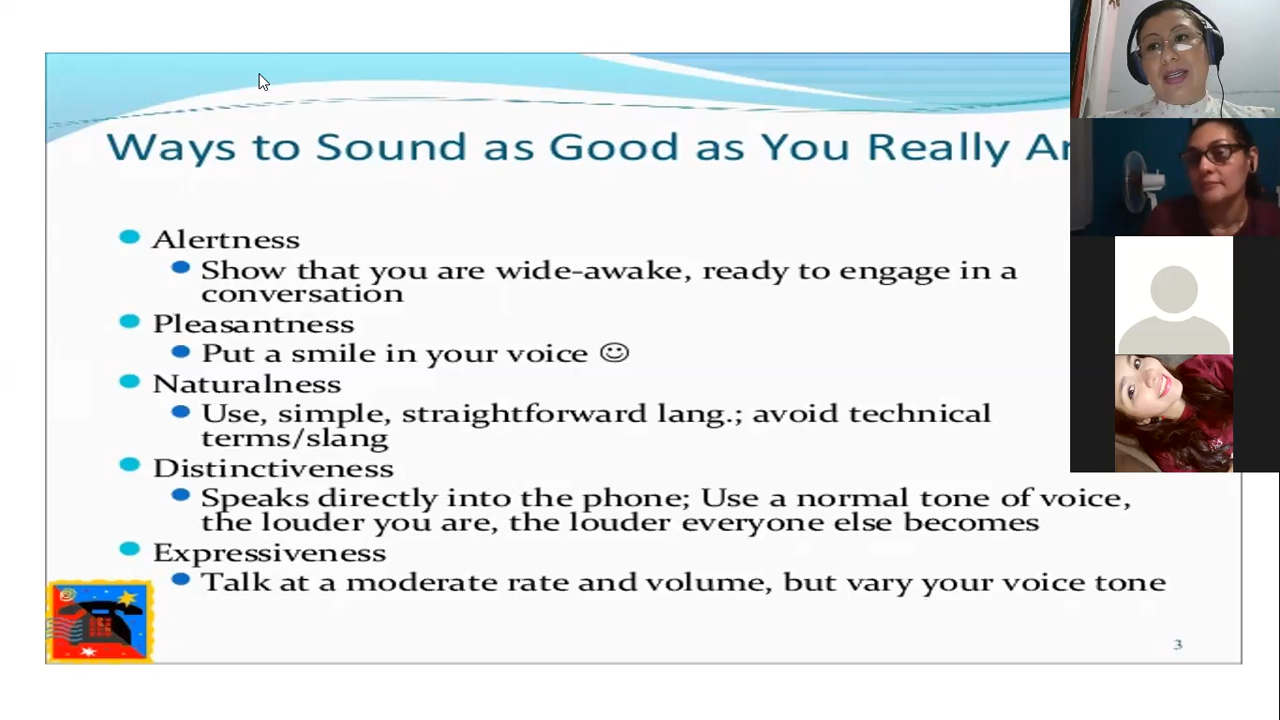 Ways to Sound as Good as You Really
Alertness
Show that you are wide-awake, ready to engage in a
conversation
Pleasantness
Put a smile in your voice ☺
Naturalness
Use, simple, straightforward lang.; avoid technical
terms/slang
Distinctiveness
Speaks directly into the phone; Use a normal tone of voice,
the louder you are, the louder everyone else becomes
Expressiveness
Talk at a moderate rate and volume, but vary your voice tone
3